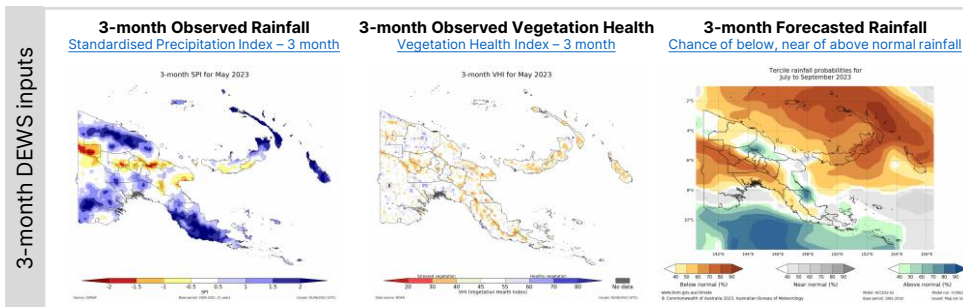 3-month DEWS inputs
3-month Observed Rainfall
Standardised Precipitation Index – 3 month
3-month SPI for May 2023
-2 -1.5 -1 -0.5 0.5 1 1.5 2
SPI
3-month Observed Vegetation Health
Vegetation Health Index – 3 month
3-month VHI for May 2023
Stressed vegetation
Healthy vegetation
20 30 45 55 60 70 80
VHI (Vegetation Health Index)
No data
3-month Forecasted Rainfall
Chance of below, near of above normal rainfall
Tercile rainfall probabilities for
July to September 2023
40 50 60 70 80 90
Below normal (%)
40 50 60 70 80 90
Near normal (%)
40 50 60 70 80 90
Above normal (%)
www.bom.gov.au/climate
© Commonwealth of Australia 2023, Australian Bureau of Meteorology